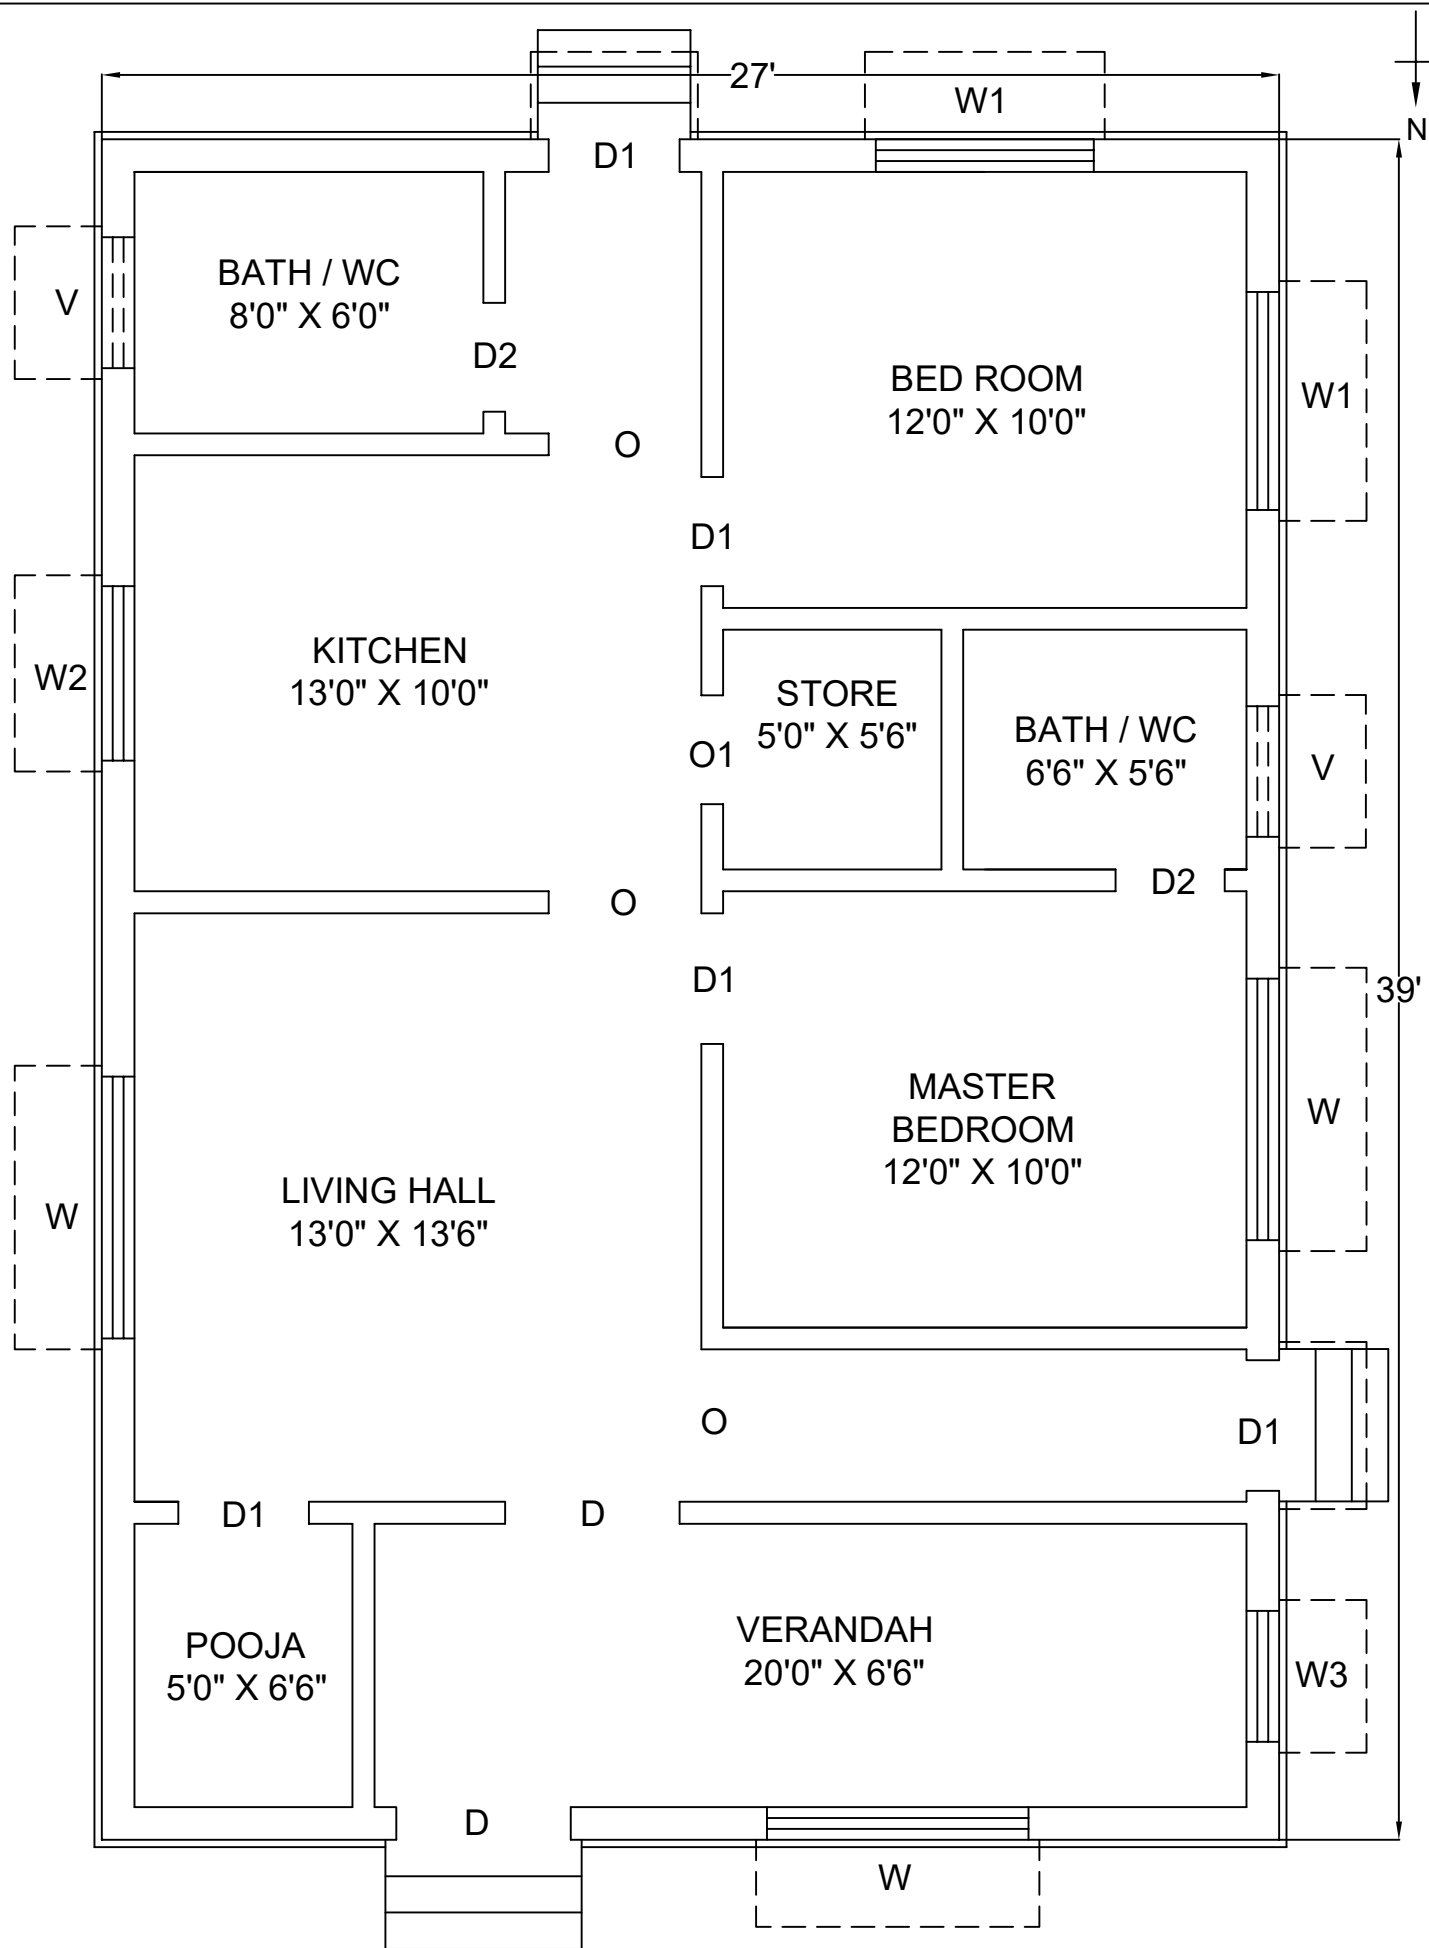 27'
W1
N
D1
BATH / WC
8'0" X 6'0"
V
D2
BED ROOM
12'0" X 10'0"
W1
O
D1
KITCHEN
13'0" X 10'0"
W2
STORE
5'0" X 5'6"
O1
BATH / WC
6'6" X 5'6"
V
D2
O
D1
39'
MASTER
BEDROOM
12'0" X 10'0"
W
LIVING HALL
13'0" X 13'6"
W
O
D1
D1
D
POOJA
5'0" X 6'6"
VERANDAH
20'0" X 6'6"
W3
D
W